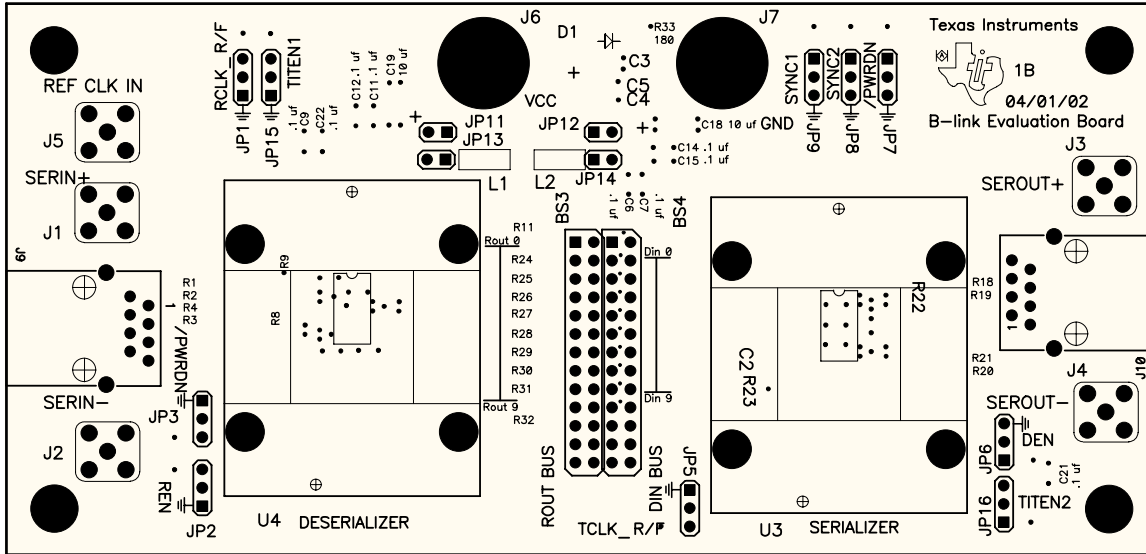 J6
J7
D1
R33
180
Texas Instruments
1B
04/01/02
B-link Evaluation Board
REF CLK IN
J5
SERIN+
J1
J9
RCLK_R/F
JP1
TITEN1
JP15
.1 uf
C9
C22
.1 uf
C12
.1 uf
C11
.1 uf
C19
10 uf
VCC
C3
C5
C4
JP11
JP13
L1
JP12
L2
JP14
C18 10 uf
GND
C14 .1 uf
C15 .1 uf
SYNC1
JP9
SYNC2
JP8
/PWRDN
JP7
J3
SEROUT+
BS3
.1 uf
C6
C7
.1 uf
BS4
R11
Rout 0
R24
R25
R26
R27
R28
R29
R30
R31
Rout 9
R32
Din 0
Din 9
R9
R8
R1
R2
R4
R3
1
/PWRDN
R22
C2
R23
R18
R19
1
R21
R20
J10
J4
SEROUT-
SERIN-
J2
JP3
REN
JP2
U4
DESERIALIZER
ROUT BUS
DIN BUS
JP5
TCLK_R/F
U3
SERIALIZER
JP6
DEN
C21
.1 uf
JP16
TITEN2